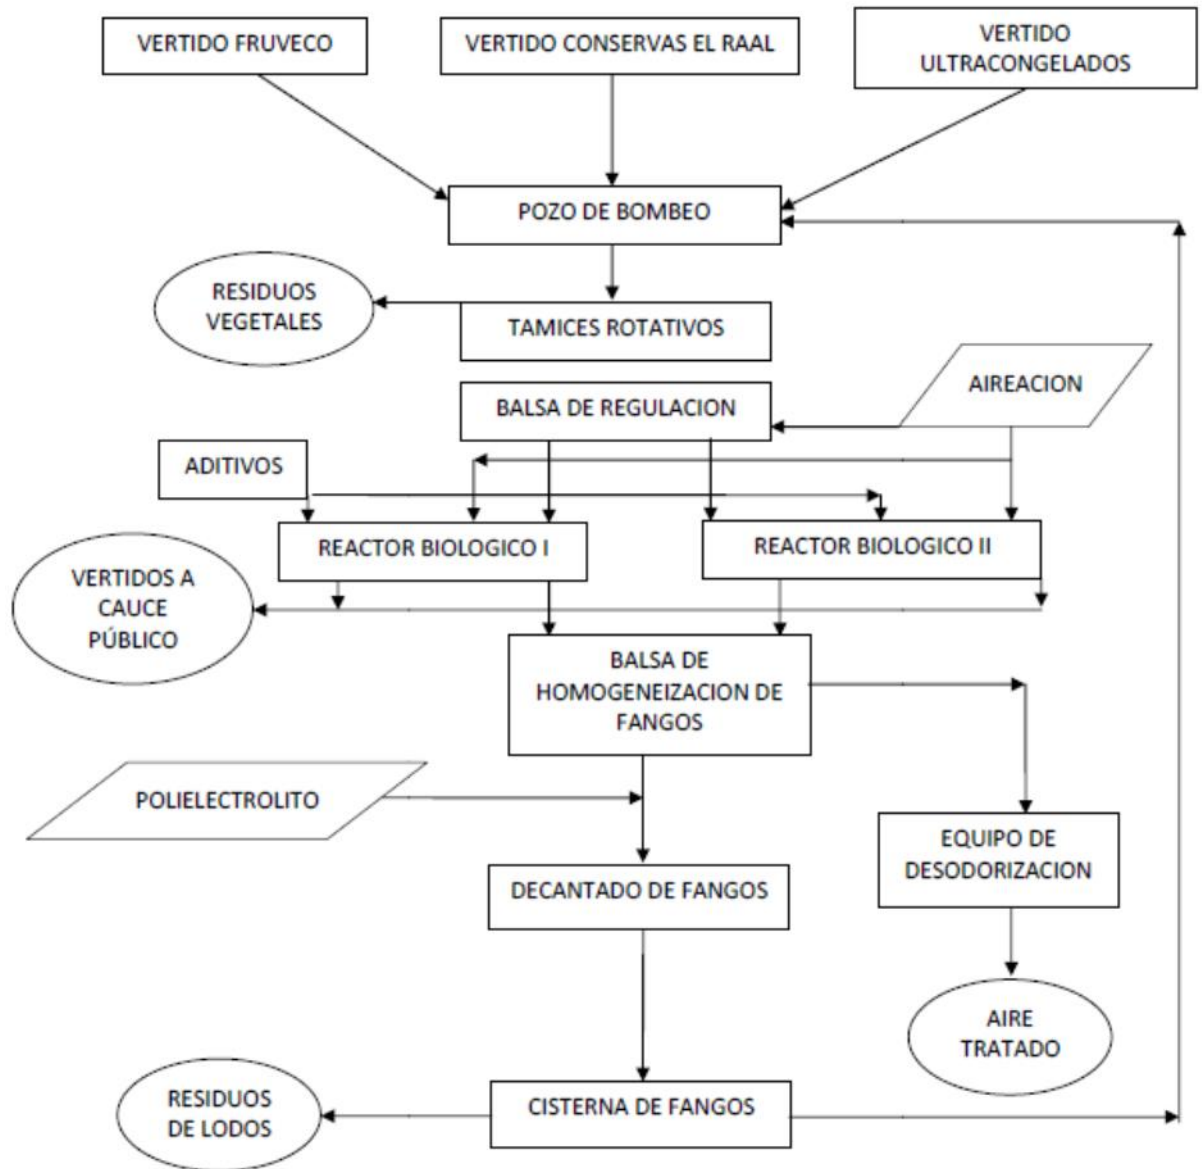 VERTIDO FRUVECO
VERTIDO CONSERVAS EL RAAL
VERTIDO
ULTRACONGELADOS
POZO DE BOMBEO
RESIDUOS
VEGETALES
TAMICES ROTATIVOS
AIREACION
BALSA DE REGULACION
ADITIVOS
REACTOR BIOLOGICO I
REACTOR BIOLOGICO II
VERTIDOS A
CAUCE
PÚBLICO
BALSA DE
HOMOGENEIZACION DE
FANGOS
POLIELECTROLITO
EQUIPO DE
DESODORIZACION
DECANTADO DE FANGOS
AIRE
TRATADO
RESIDUOS
DE LODOS
CISTERNA DE FANGOS